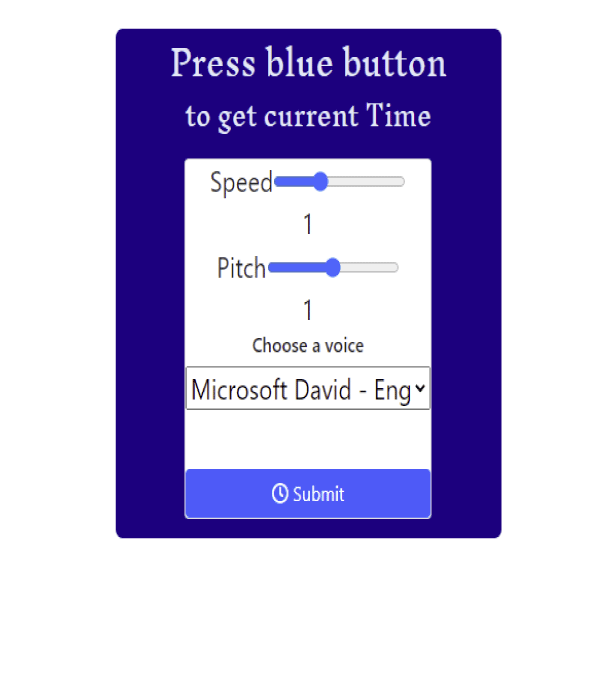 Press blue button
to get current Time
Speed
1
Pitch
1
Choose a voice
Microsoft David - Eng
Submit